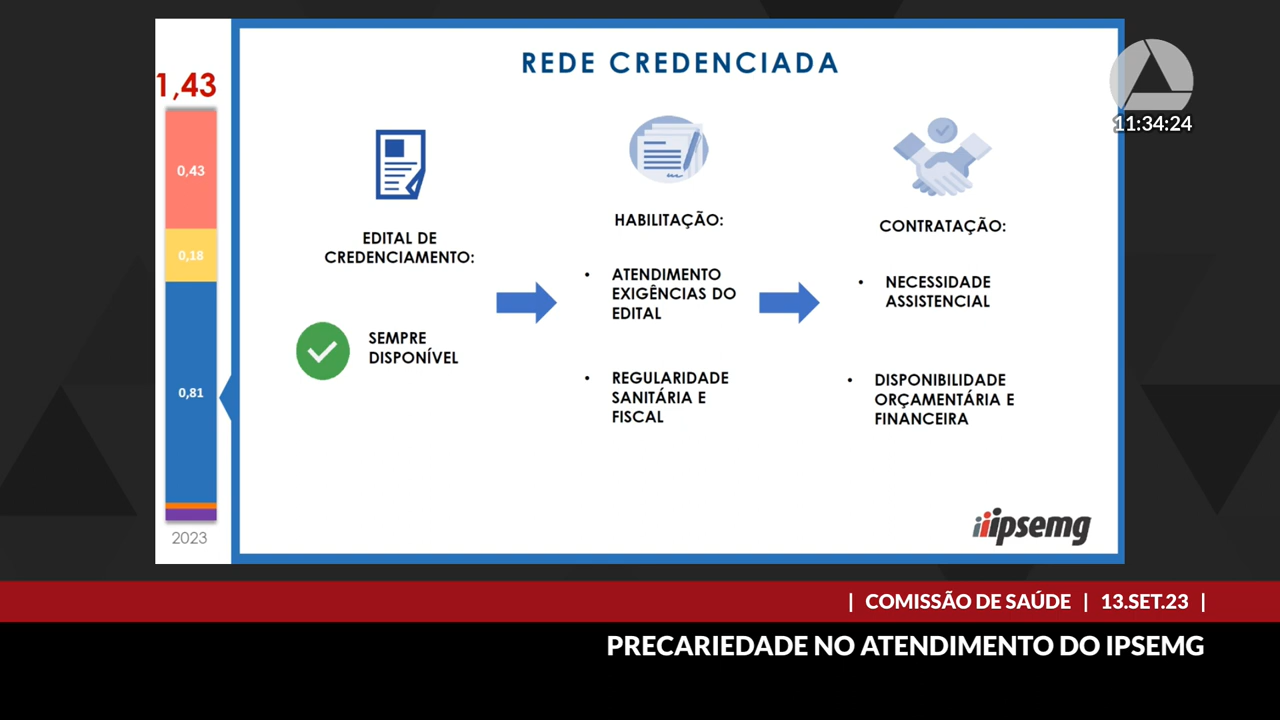 REDE CREDENCIADA
1,43
0,43
0,18
0,81
2023
11:34:24
EDITAL DE
CREDENCIAMENTO:
SEMPRE
DISPONÍVEL
HABILITAÇÃO:
• ATENDIMENTO
EXIGÊNCIAS DO
EDITAL
• REGULARIDADE
SANITÁRIA E
FISCAL
CONTRATAÇÃO:
• NECESSIDADE
ASSISTENCIAL
• DISPONIBILIDADE
ORÇAMENTÁRIA E
FINANCEIRA
ipsemg
| COMISSÃO DE SAÚDE | 13.SET.23 |
PRECARIEDADE NO ATENDIMENTO DO IPSEMG